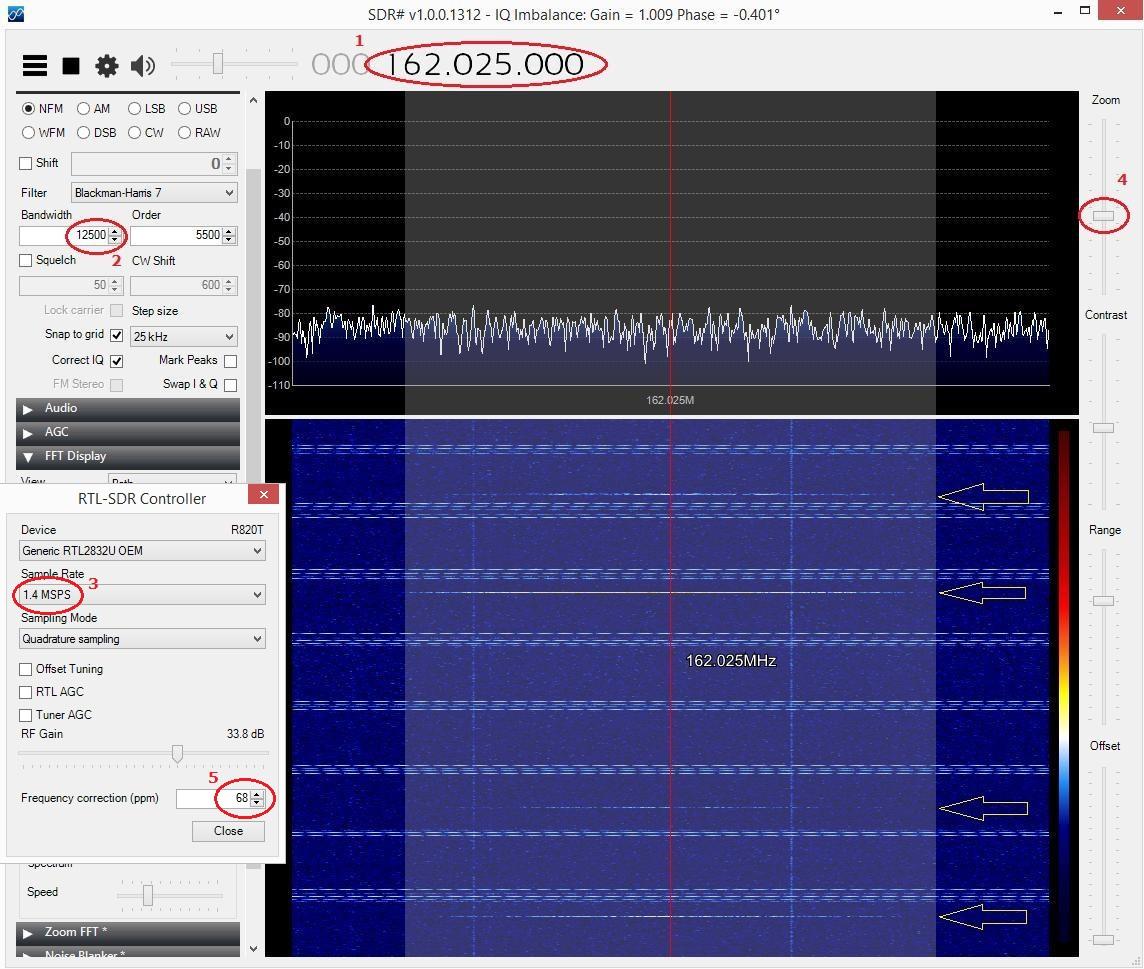 SDR# v1.0.0.1312 - IQ Imbalance: Gain = 1.009 Phase = -0.401°
1
000.162.025.000
NFM AM LSB USB
WFM DSB CW RAW
Shift 0
Filter Blackman-Harris 7
Bandwidth Order
12500 5500
2
Squelch CW Shift
50 600
Lock carrier Step size
Snap to grid 25 kHz
Correct IQ Mark Peaks
FM Stereo Swap I & Q
Audio
AGC
FFT Display
View Both
0
-10
-20
-30
-40
-50
-60
-70
-80
-90
-100
-110
162.025M
162.025MHz
Zoom
4
Contrast
Range
Offset
RTL-SDR Controller
Device R820T
Generic RTL2832U OEM
Sample Rate 3
1.4 MSPS
Sampling Mode
Quadrature sampling
Offset Tuning
RTL AGC
Tuner AGC
RF Gain 33.8 dB
5
Frequency correction (ppm) 68
Close
Spectrum
Speed
Zoom FFT *
Noise Blanker *